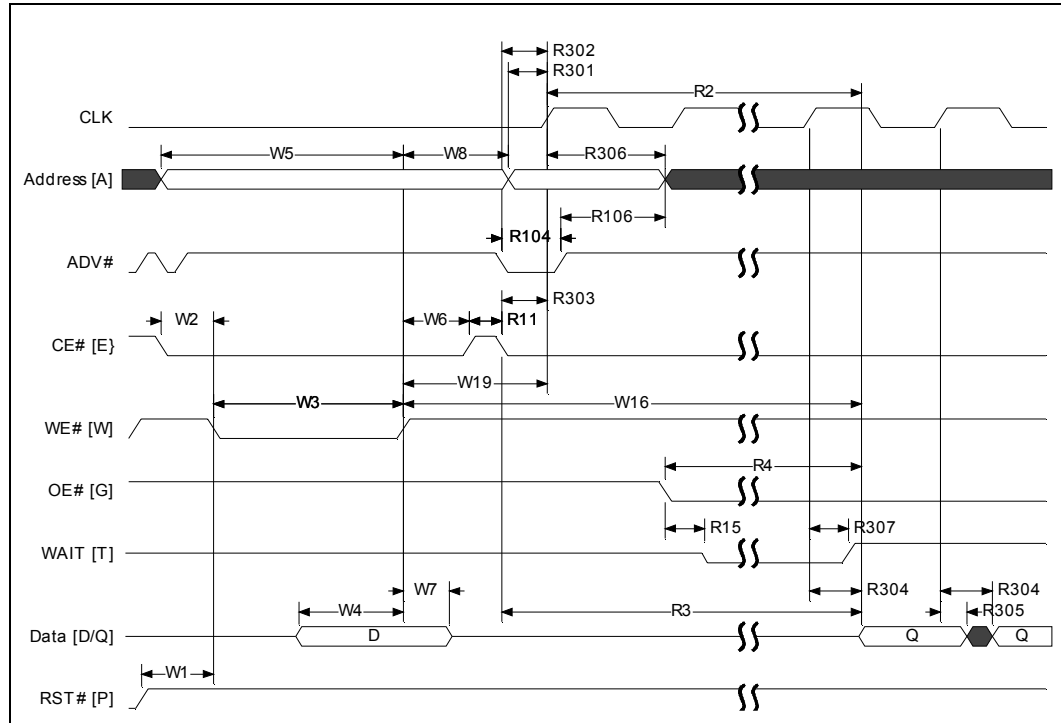 R302
R301
R2
CLK
W5 W8 R306
Address [A]
R106
R104
ADV#
R303
W2 W6 R11
CE# [E}
W19
W3 W16
WE# [W]
R4
OE# [G]
R15 R307
WAIT [T]
R304 R304
W7
W4 R3 R305
Data [D/Q] D Q Q
W1
RST# [P]